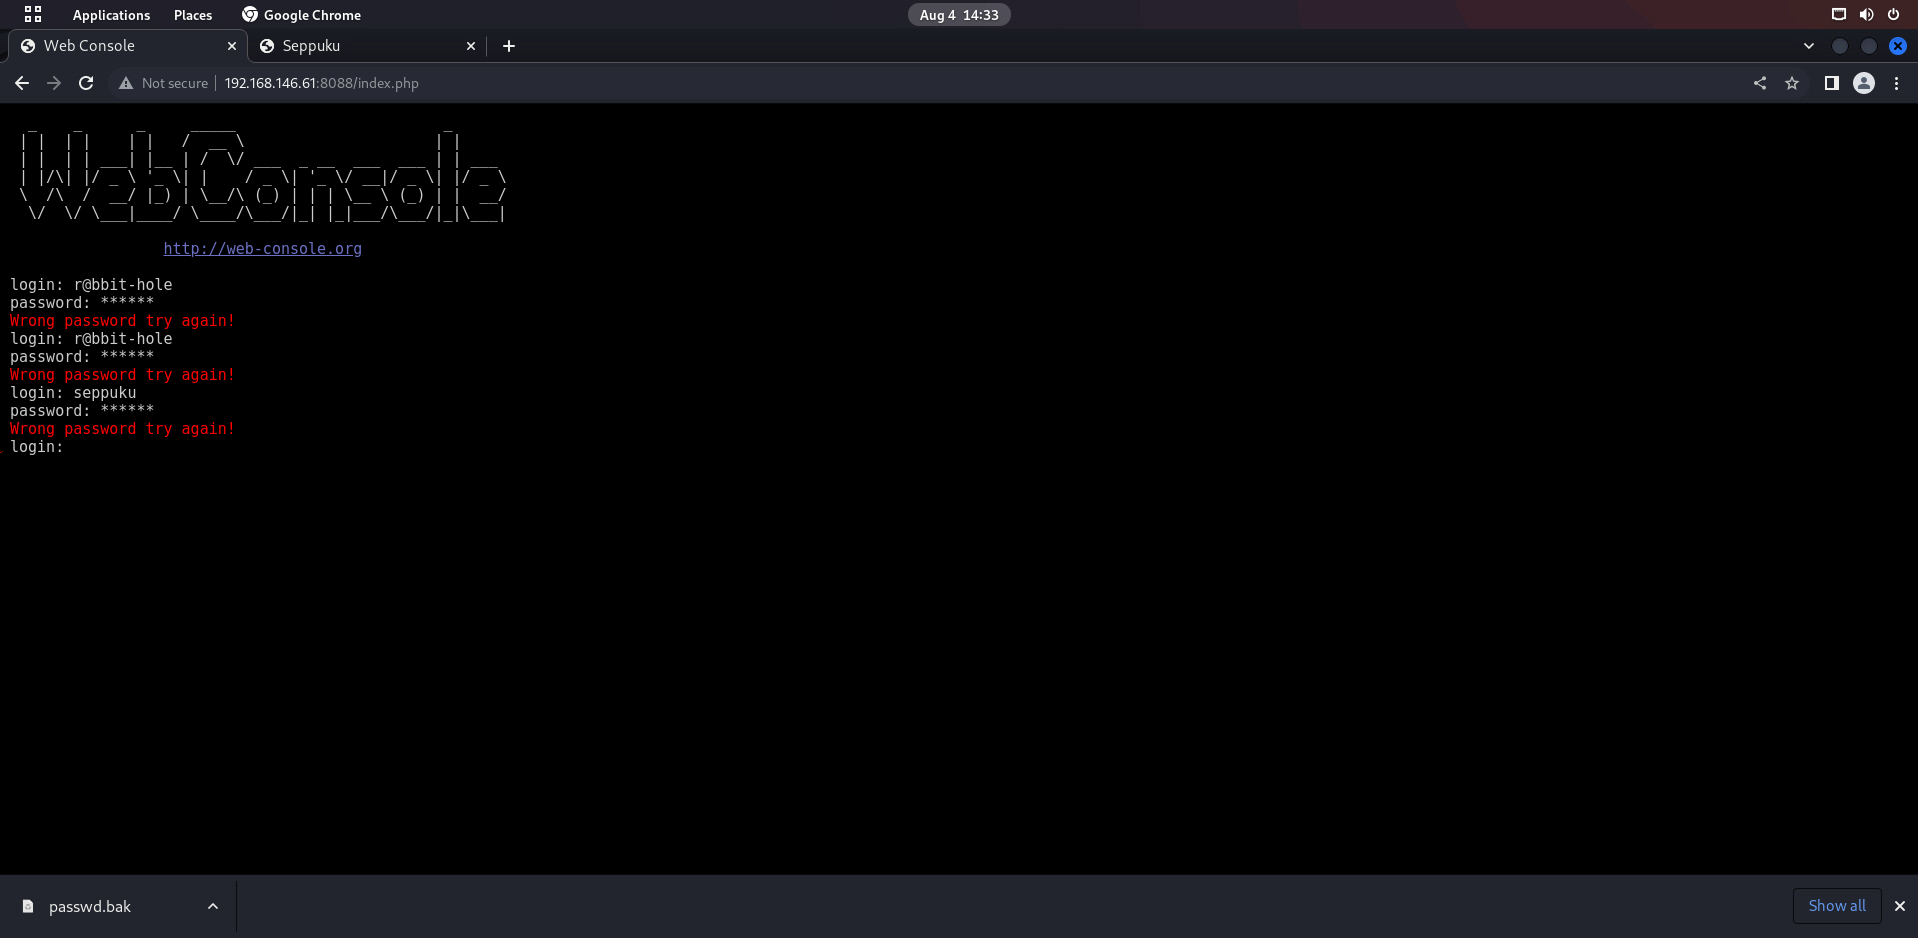 Applications Places Google Chrome Aug 4 14:33
Web Console Seppuku
Not secure 192.168.146.61:8088/index.php
WebConsole
http://web-console.org
login: r@bbit-hole
password: ******
Wrong password try again!
login: r@bbit-hole
password: ******
Wrong password try again!
login: seppuku
password: ******
Wrong password try again!
login:
passwd.bak Show all